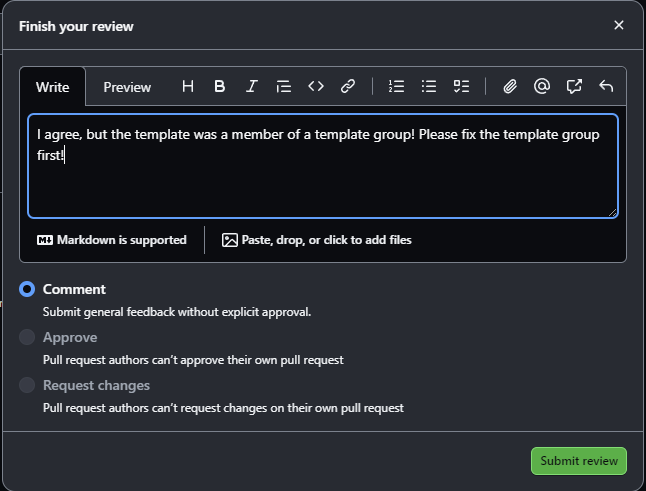 Finish your review
Write Preview H B I
I agree, but the template was a member of a template group! Please fix the template group
first!
Markdown is supported Paste, drop, or click to add files
Comment
Submit general feedback without explicit approval.
Approve
Pull request authors can’t approve their own pull request
Request changes
Pull request authors can’t request changes on their own pull request
Submit review